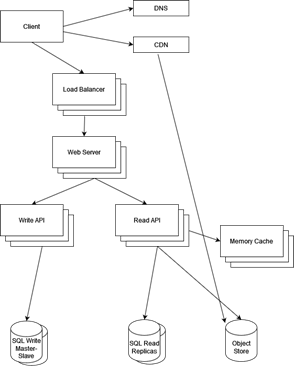 DNS
Client
CDN
Load Balancer
Web Server
Write API
Read API
Memory Cache
SQL Write
Master-
Slave
SQL Read
Replicas
Object
Store